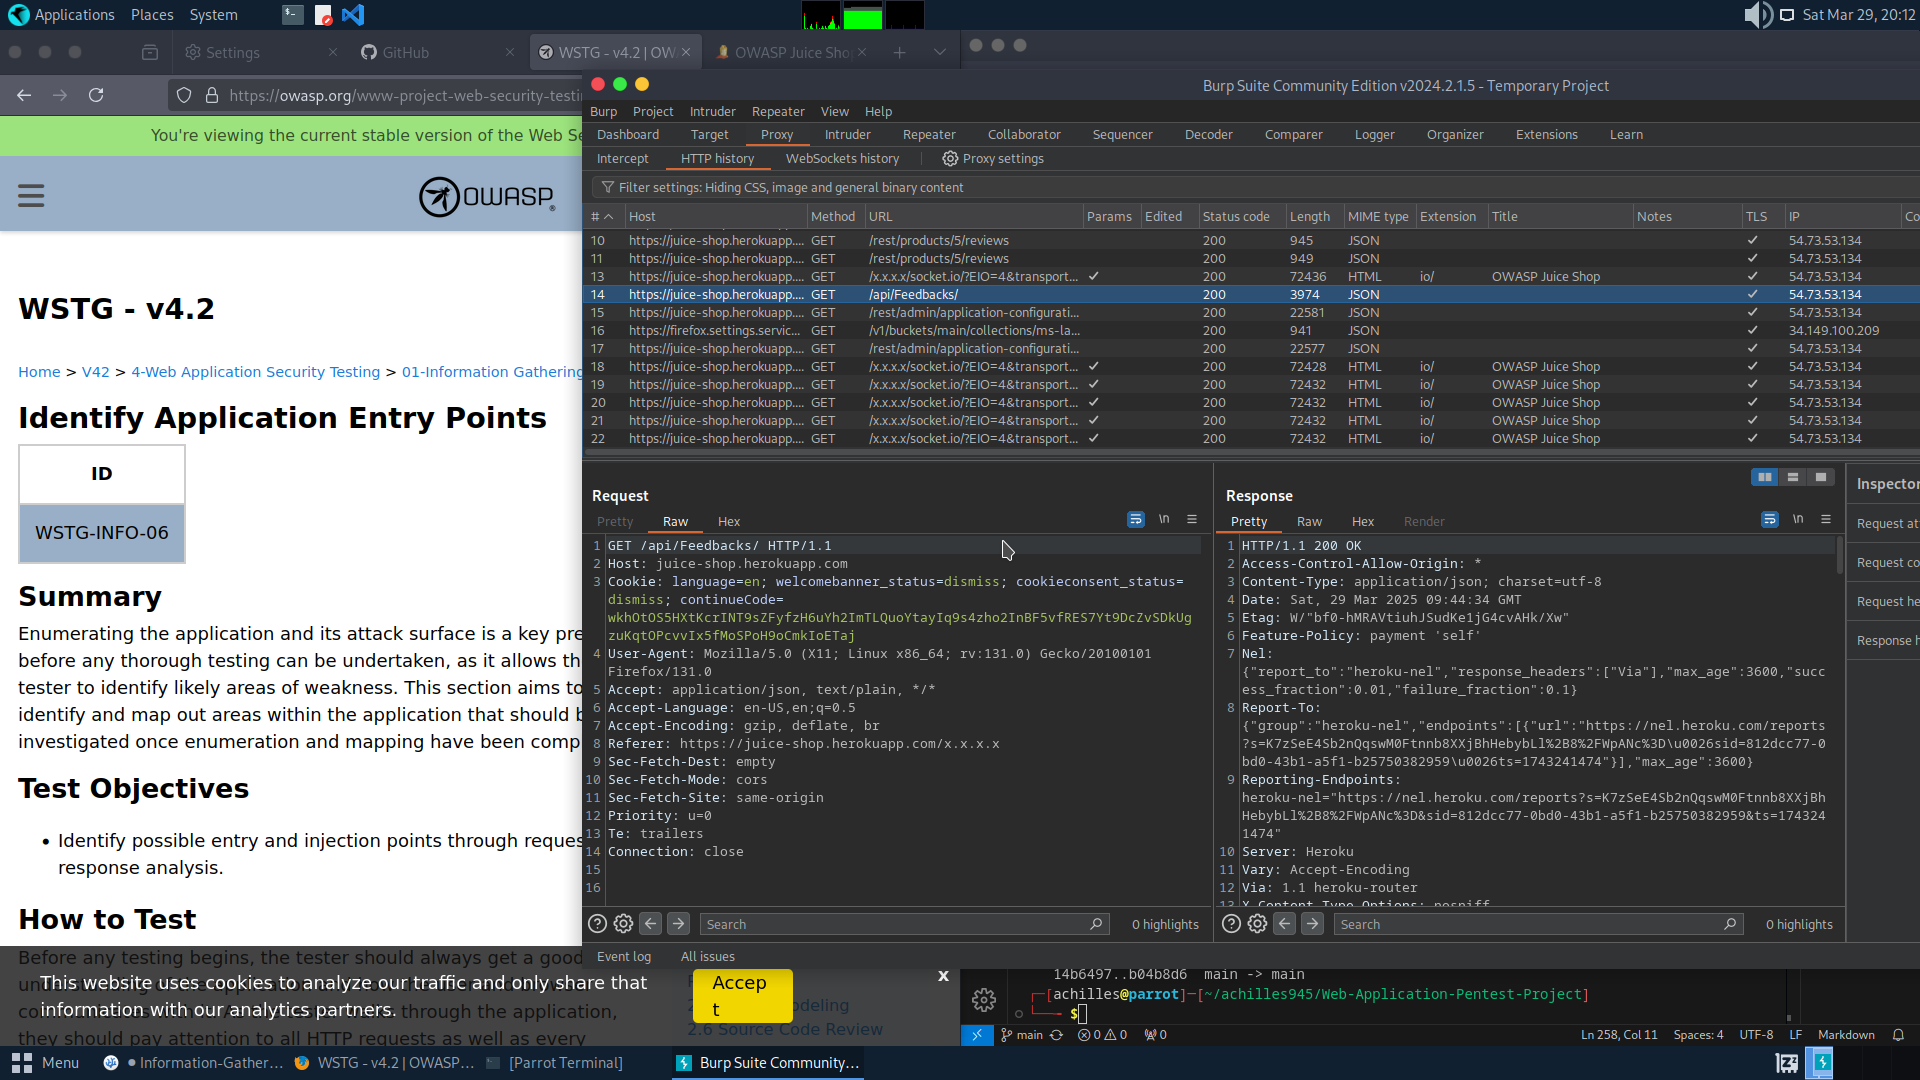 Applications Places System
Sat Mar 29, 20:12
Settings
GitHub
WSTG - v4.2 | OW
OWASP Juice Sho
https://owasp.org/www-project-web-security-testi
You're viewing the current stable version of the Web Se
OWASP
WSTG - v4.2
Home > V42 > 4-Web Application Security Testing > 01-Information Gathering
Identify Application Entry Points
ID
WSTG-INFO-06
Summary
Enumerating the application and its attack surface is a key pre
before any thorough testing can be undertaken, as it allows th
tester to identify likely areas of weakness. This section aims to
identify and map out areas within the application that should b
investigated once enumeration and mapping have been comp
Test Objectives
• Identify possible entry and injection points through reques
response analysis.
How to Test
Before any testing begins, the tester should always get a good
they should pay attention to all HTTP requests as well as every
This website uses cookies to analyze our traffic and only share that
information with our analytics partners.
Accep
t
x
2.6 Source Code Review
Burp Suite Community Edition v2024.2.1.5 - Temporary Project
Burp Project Intruder Repeater View Help
Dashboard Target Proxy Intruder Repeater Collaborator Sequencer Decoder Comparer Logger Organizer Extensions Learn
Intercept HTTP history WebSockets history Proxy settings
Filter settings: Hiding CSS, image and general binary content
# Host Method URL Params Edited Status code Length MIME type Extension Title Notes TLS IP Co
10 https://juice-shop.herokuapp.... GET /rest/products/5/reviews 200 945 JSON ✓ 54.73.53.134
11 https://juice-shop.herokuapp.... GET /rest/products/5/reviews 200 949 JSON ✓ 54.73.53.134
13 https://juice-shop.herokuapp.... GET /x.x.x.x/socket.io/?EIO=4&transport... ✓ 200 72436 HTML io/ OWASP Juice Shop ✓ 54.73.53.134
14 https://juice-shop.herokuapp.... GET /api/Feedbacks/ 200 3974 JSON ✓ 54.73.53.134
15 https://juice-shop.herokuapp.... GET /rest/admin/application-configurati... 200 22581 JSON ✓ 54.73.53.134
16 https://firefox.settings.servic... GET /v1/buckets/main/collections/ms-la... 200 941 JSON ✓ 34.149.100.209
17 https://juice-shop.herokuapp.... GET /rest/admin/application-configurati... 200 22577 JSON ✓ 54.73.53.134
18 https://juice-shop.herokuapp.... GET /x.x.x.x/socket.io/?EIO=4&transport... ✓ 200 72428 HTML io/ OWASP Juice Shop ✓ 54.73.53.134
19 https://juice-shop.herokuapp.... GET /x.x.x.x/socket.io/?EIO=4&transport... ✓ 200 72432 HTML io/ OWASP Juice Shop ✓ 54.73.53.134
20 https://juice-shop.herokuapp.... GET /x.x.x.x/socket.io/?EIO=4&transport... ✓ 200 72432 HTML io/ OWASP Juice Shop ✓ 54.73.53.134
21 https://juice-shop.herokuapp.... GET /x.x.x.x/socket.io/?EIO=4&transport... ✓ 200 72432 HTML io/ OWASP Juice Shop ✓ 54.73.53.134
22 https://juice-shop.herokuapp.... GET /x.x.x.x/socket.io/?EIO=4&transport... ✓ 200 72432 HTML io/ OWASP Juice Shop ✓ 54.73.53.134
Request
Pretty Raw Hex \n
1 GET /api/Feedbacks/ HTTP/1.1
2 Host: juice-shop.herokuapp.com
3 Cookie: language=en; welcomebanner_status=dismiss; cookieconsent_status=
dismiss; continueCode=
wkhOtOS5HXtKcrINT9sZFyfzH6uYh2ImTLQuoYtayIq9s4zho2InBF5vfRES7Yt9DcZvSDkUg
zuKqtOPcvvIx5fMoSPoH9oCmkIoETaj
4 User-Agent: Mozilla/5.0 (X11; Linux x86_64; rv:131.0) Gecko/20100101
Firefox/131.0
5 Accept: application/json, text/plain, */*
6 Accept-Language: en-US,en;q=0.5
7 Accept-Encoding: gzip, deflate, br
8 Referer: https://juice-shop.herokuapp.com/x.x.x.x
9 Sec-Fetch-Dest: empty
10 Sec-Fetch-Mode: cors
11 Sec-Fetch-Site: same-origin
12 Priority: u=0
13 Te: trailers
14 Connection: close
15
16
Search 0 highlights
Response
Pretty Raw Hex Render \n
1 HTTP/1.1 200 OK
2 Access-Control-Allow-Origin: *
3 Content-Type: application/json; charset=utf-8
4 Date: Sat, 29 Mar 2025 09:44:34 GMT
5 Etag: W/"bf0-hMRAVtiuhJSudKe1jG4cvAHk/Xw"
6 Feature-Policy: payment 'self'
7 Nel:
{"report_to":"heroku-nel","response_headers":["Via"],"max_age":3600,"succ
ess_fraction":0.01,"failure_fraction":0.1}
8 Report-To:
{"group":"heroku-nel","endpoints":[{"url":"https://nel.heroku.com/reports
?s=K7zSeE4Sb2nQqswM0Ftnnb8XXjBhHebybLl%2B8%2FWpANc%3D\u0026sid=812dcc77-0
bd0-43b1-a5f1-b25750382959\u0026ts=1743241474"}],"max_age":3600}
9 Reporting-Endpoints:
heroku-nel="https://nel.heroku.com/reports?s=K7zSeE4Sb2nQqswM0Ftnnb8XXjBh
HebybLl%2B8%2FWpANc%3D&sid=812dcc77-0bd0-43b1-a5f1-b25750382959&ts=174324
1474"
10 Server: Heroku
11 Vary: Accept-Encoding
12 Via: 1.1 heroku-router
13 X-Content-Type-Options: nosniff
Search 0 highlights
Inspector
Request at
Request co
Request he
Response h
Event log All issues
14b6497..b04b8d6 main -> main
[achilles@parrot]─[~/achilles945/Web-Application-Pentest-Project]
$
main 0 0 0 Ln 258, Col 11 Spaces: 4 UTF-8 LF Markdown
Menu Information-Gather... WSTG - v4.2 | OWASP... [Parrot Terminal] Burp Suite Community...